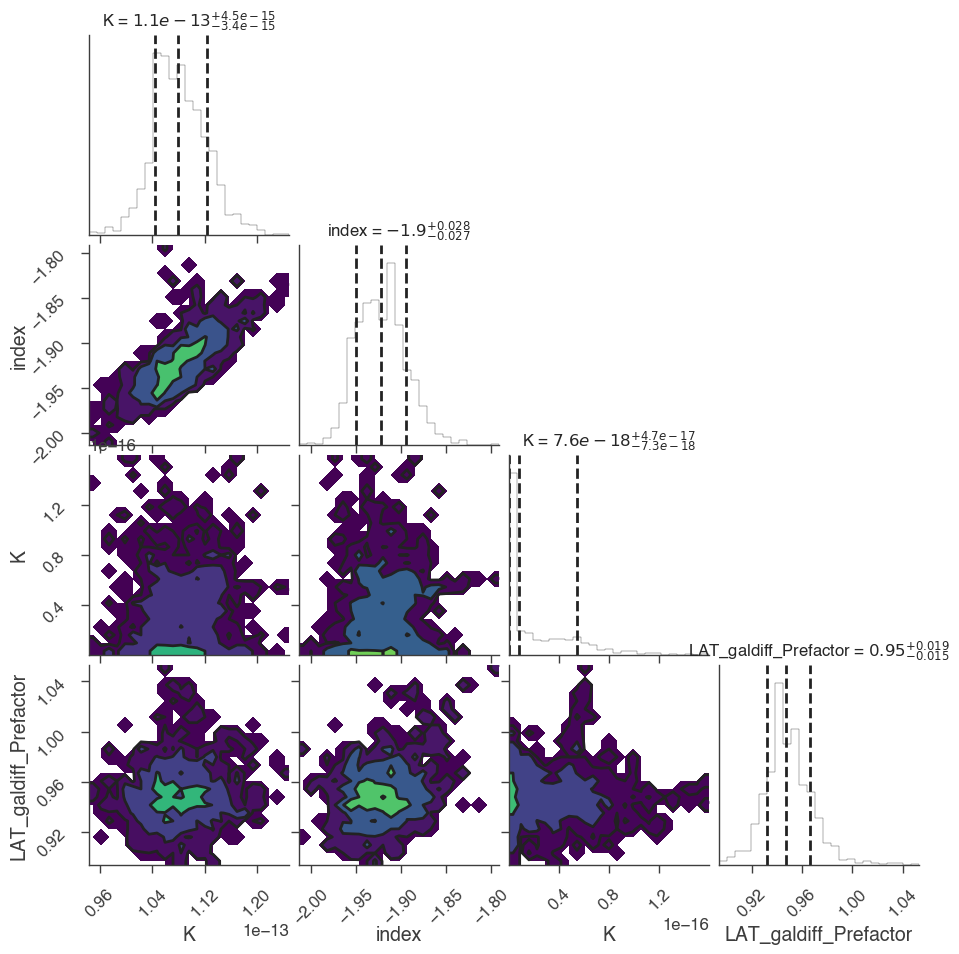 K = 1.1e−13 +4.5e−15 −3.4e−15
−1.80
−1.85
−1.90
−1.95
−2.00
index
index = −1.9 +0.028 −0.027
1e−16
1.2
0.8
0.4
K
K = 7.6e−18 +4.7e−17 −7.3e−18
1.04
1.00
0.96
0.92
LAT_galdiff_Prefactor
LAT_galdiff_Prefactor = 0.95 +0.019 −0.015
0.96 1.04 1.12 1.20
1e−13
K
−2.00 −1.95 −1.90 −1.85 −1.80
index
0.4 0.8 1.2
1e−16
K
0.92 0.96 1.00 1.04
LAT_galdiff_Prefactor